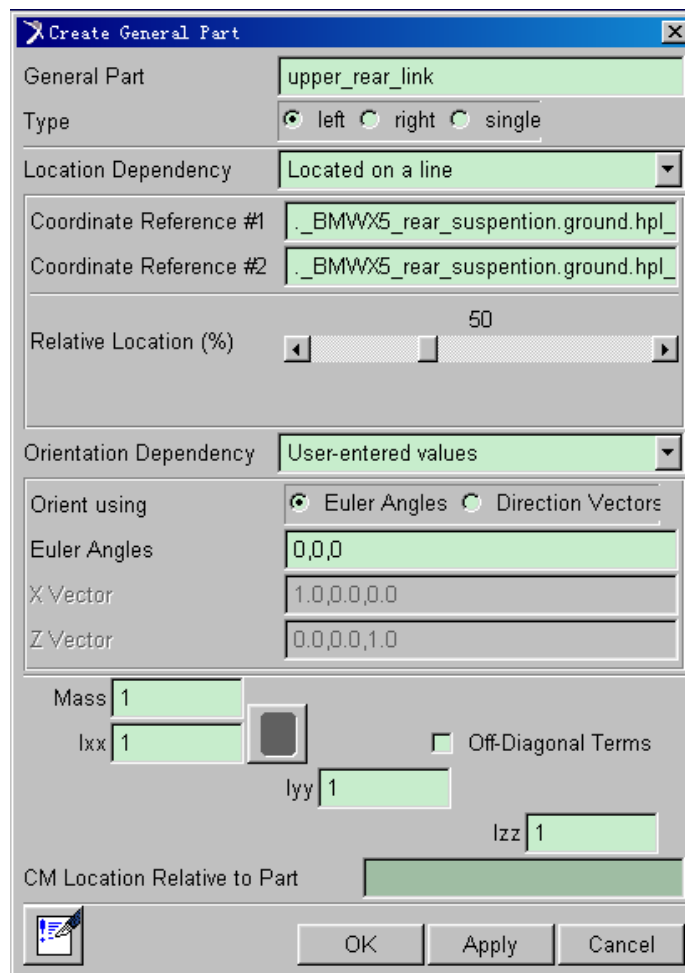 Create General Part
General Part upper_rear_link
Type left right single
Location Dependency Located on a line
Coordinate Reference #1 ._BMWX5_rear_suspention.ground.hpl_
Coordinate Reference #2 ._BMWX5_rear_suspention.ground.hpl_
50
Relative Location (%)
Orientation Dependency User-entered values
Orient using Euler Angles Direction Vectors
Euler Angles 0,0,0
X Vector 1.0,0.0,0.0
Z Vector 0.0,0.0,1.0
Mass 1
Ixx 1
Off-Diagonal Terms
Iyy 1
Izz 1
CM Location Relative to Part
OK Apply Cancel